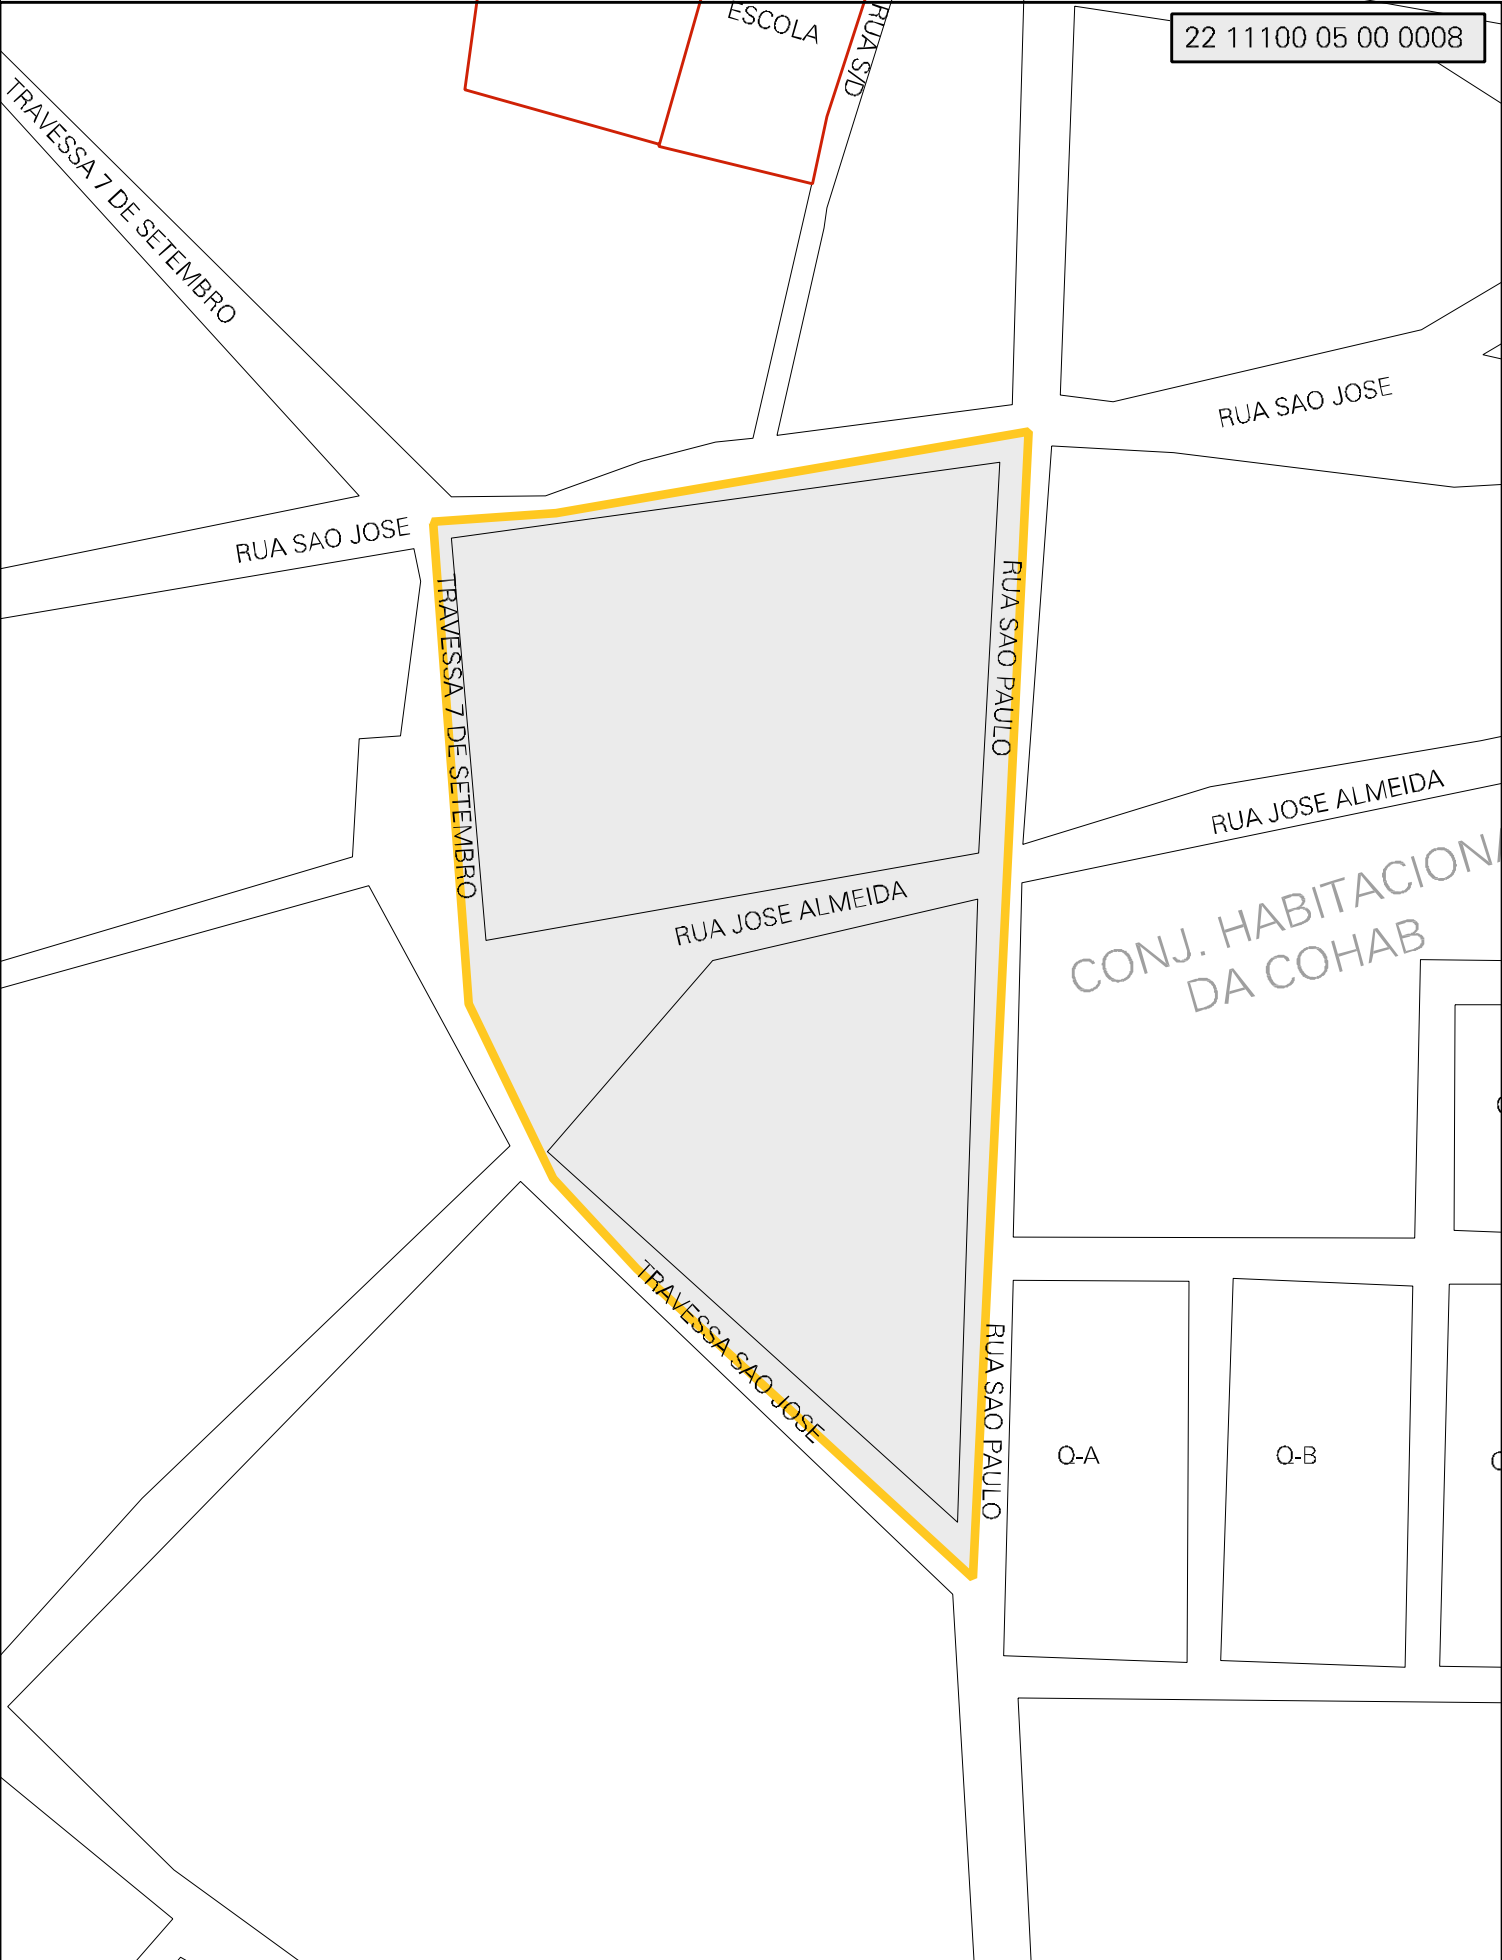 ESCOLA
RUA S/D
22 11100 05 00 0008
TRAVESSA 7 DE SETEMBRO
RUA SAO JOSE
RUA SAO JOSE
TRAVESSA 7 DE SETEMBRO
RUA SAO PAULO
RUA JOSE ALMEIDA
RUA JOSE ALMEIDA
CONJ.
DA COHAB
TRAVESSA SAO JOSE
RUA SAO PAULO
Q-A
Q-B